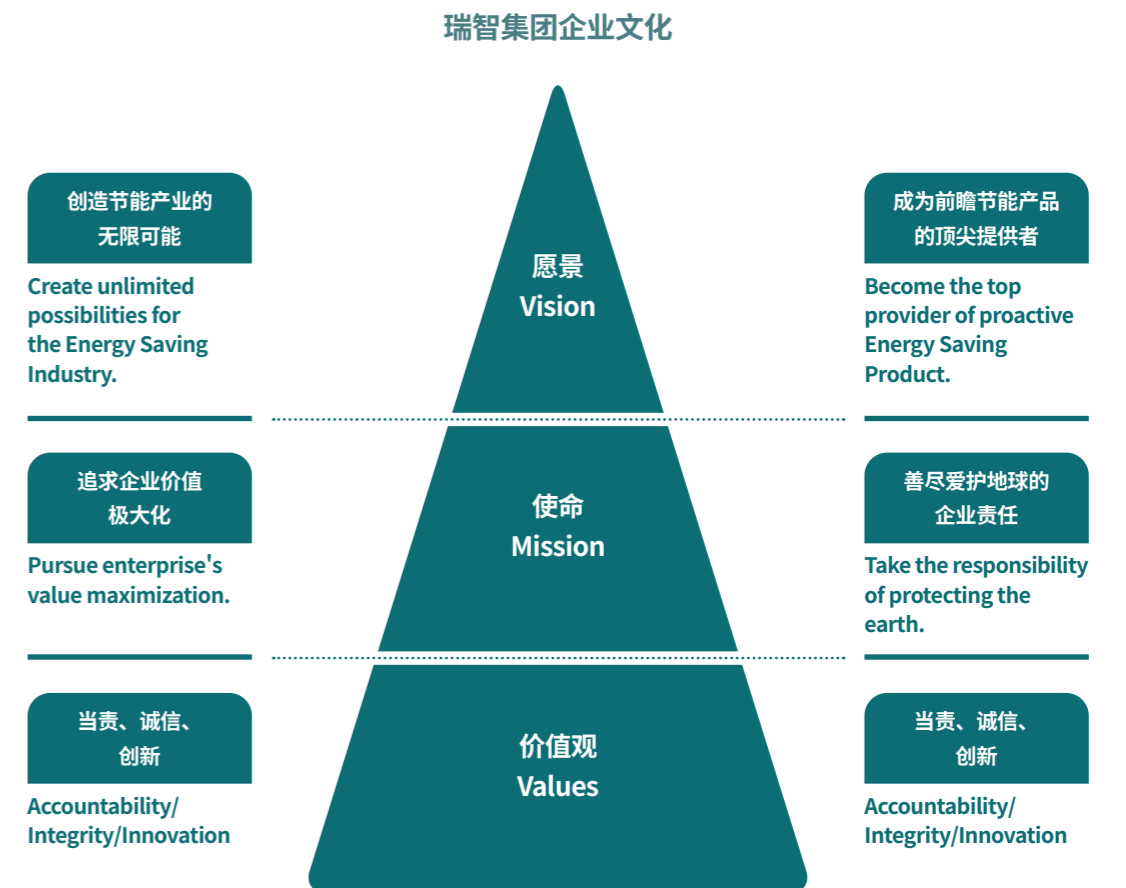 瑞智集团企业文化
创造节能产业的
无限可能
Create unlimited
possibilities for
the Energy Saving
Industry.
愿景
Vision
成为前瞻节能产品
的顶尖提供者
Become the top
provider of proactive
Energy Saving
Product.
追求企业价值
极大化
Pursue enterprise's
value maximization.
使命
Mission
善尽爱护地球的
企业责任
Take the responsibility
of protecting the
earth.
当责、诚信、
创新
Accountability/
Integrity/Innovation
价值观
Values
当责、诚信、
创新
Accountability/
Integrity/Innovation